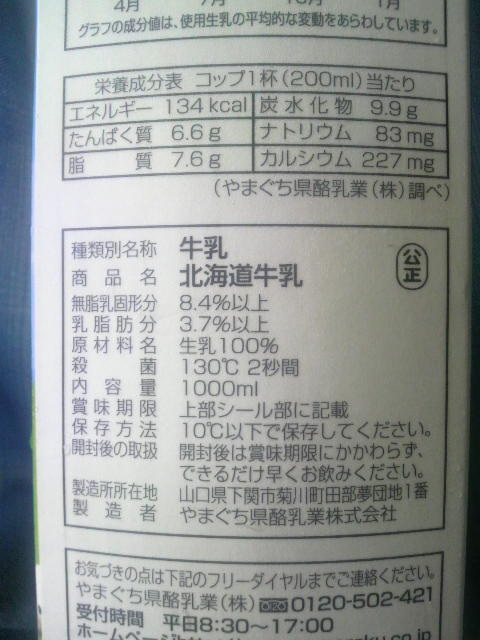 4月 7月 10月 1月
グラフの成分値は、使用生乳の平均的な変動をあらわしています。
栄養成分表 コップ1杯(200ml)当たり
エネルギー 134 kcal 炭水化物 9.9 g
たんぱく質 6.6 g ナトリウム 83 mg
脂質 7.6 g カルシウム 227 mg
(やまぐち県酪乳業(株)調べ)
種類別名称 牛乳
公正
商品名 北海道牛乳
無脂乳固形分 8.4%以上
乳脂肪分 3.7%以上
原材料名 生乳100%
殺菌 130℃ 2秒間
内容量 1000ml
賞味期限 上部シール部に記載
保存方法 10℃以下で保存してください。
開封後の取扱 開封後は賞味期限にかかわらず、
できるだけ早くお飲みください。
製造所所在地 山口県下関市菊川町田部夢団地1番
製造者 やまぐち県酪乳業株式会社
お気づきの点は下記のフリーダイヤルまでご連絡ください。
やまぐち県酪乳業(株) 0120-502-421
受付時間 平日8:30~17:00
ホームページ